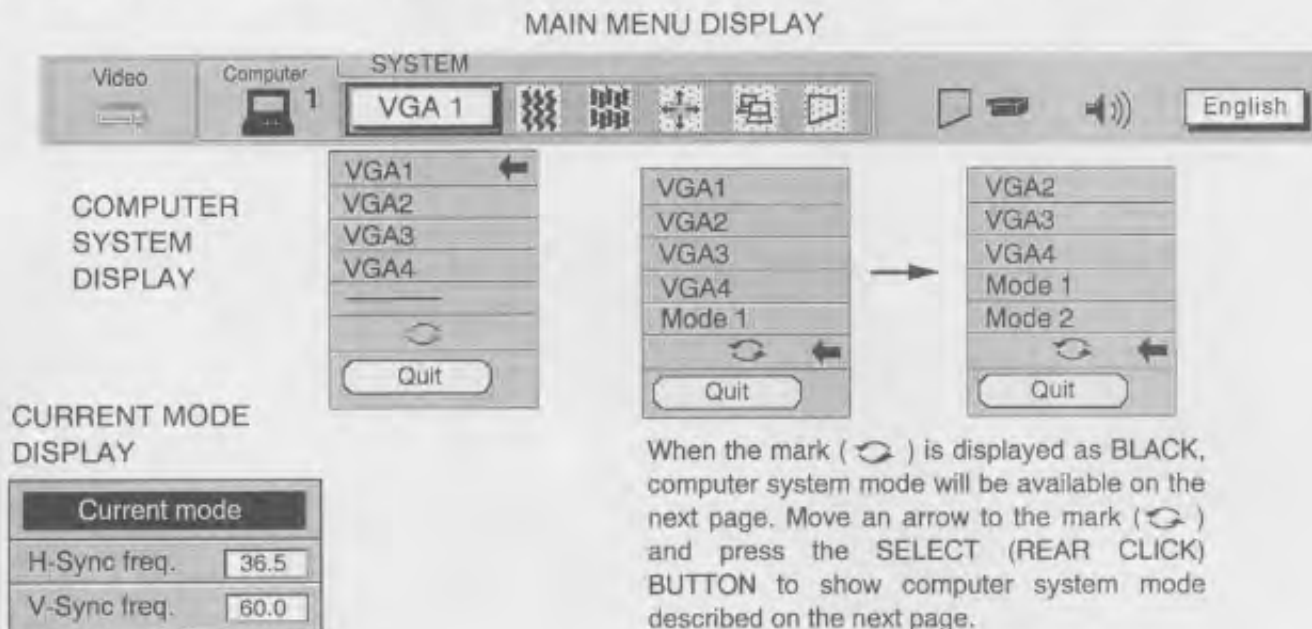 MAIN MENU DISPLAY
Video
Computer
1
SYSTEM
VGA 1
English
COMPUTER
SYSTEM
DISPLAY
VGA1
VGA2
VGA3
VGA4
Quit
VGA1
VGA2
VGA3
VGA4
Mode 1
Quit
VGA2
VGA3
VGA4
Mode 1
Mode 2
Quit
CURRENT MODE
DISPLAY
Current mode
H-Sync freq. 36.5
V-Sync freq. 60.0
When the mark ( ) is displayed as BLACK,
computer system mode will be available on the
next page. Move an arrow to the mark ( )
and press the SELECT (REAR CLICK)
BUTTON to show computer system mode
described on the next page.